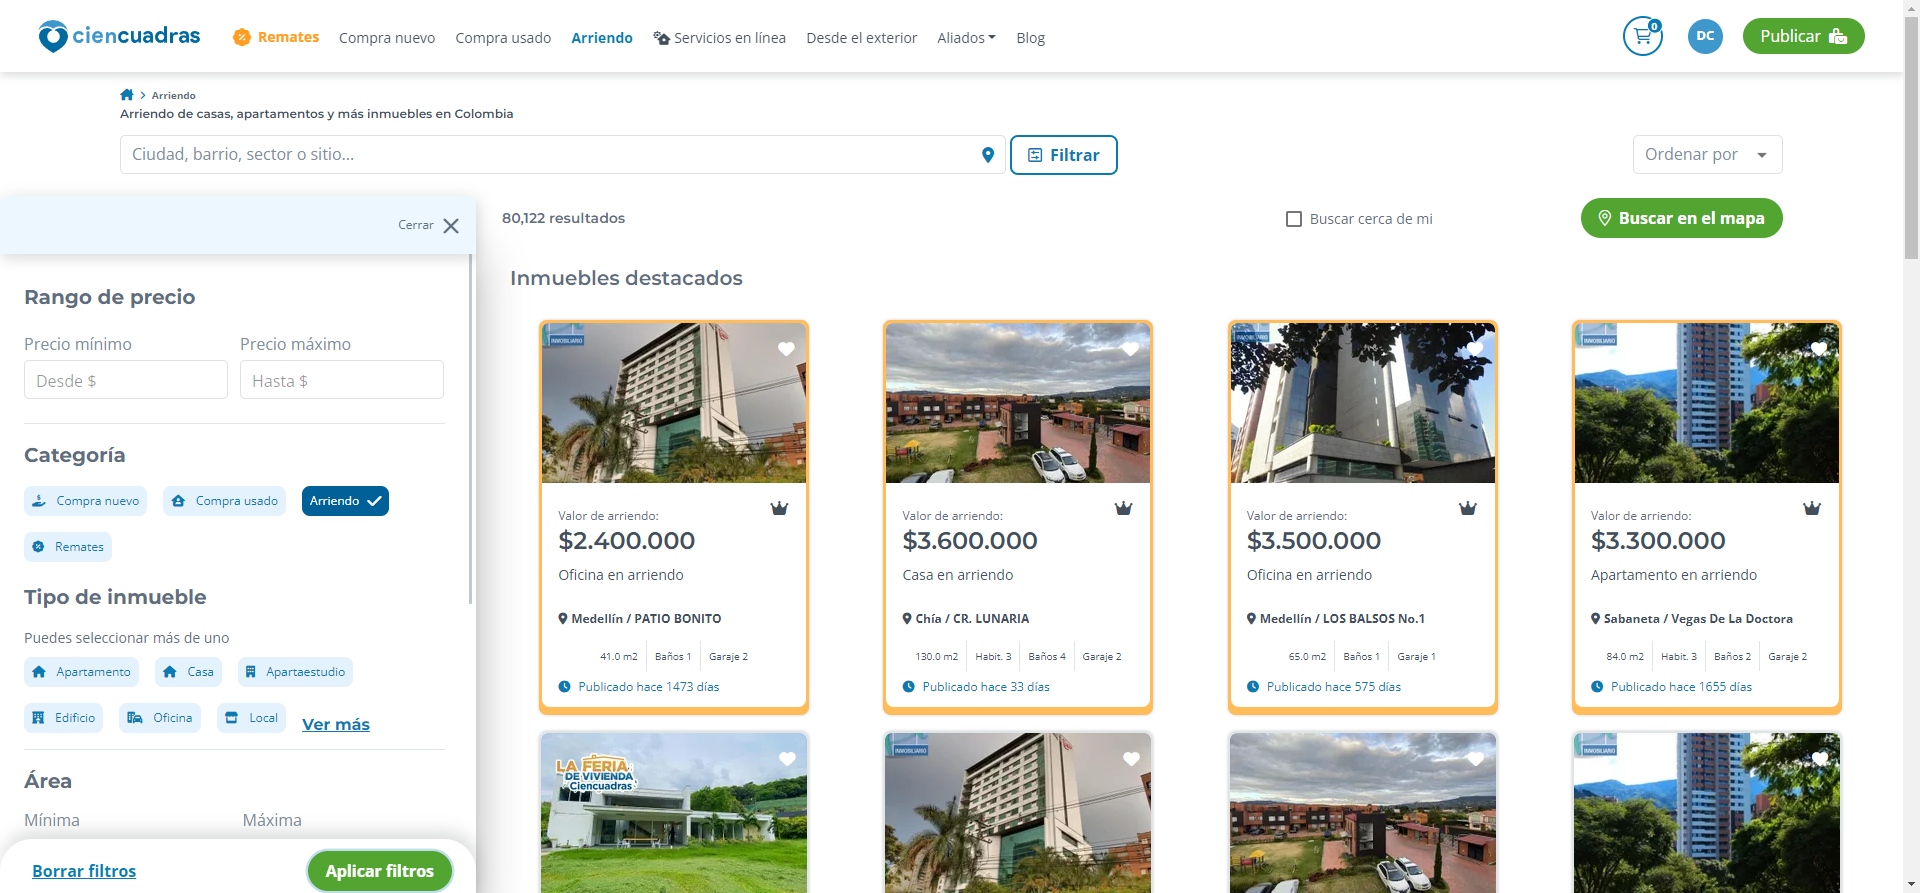 ciencuadras
Remates
Compra nuevo
Compra usado
Arriendo
Servicios en línea
Desde el exterior
Aliados
Blog
0
DC
Publicar
Arriendo
Arriendo de casas, apartamentos y más inmuebles en Colombia
Ciudad, barrio, sector o sitio...
Filtrar
Ordenar por
Cerrar
80,122 resultados
Buscar cerca de mi
Buscar en el mapa
Rango de precio
Precio mínimo
Precio máximo
Desde $
Hasta $
Categoría
Compra nuevo
Compra usado
Arriendo
Remates
Tipo de inmueble
Puedes seleccionar más de uno
Apartamento
Casa
Apartaestudio
Edificio
Oficina
Local
Ver más
Área
Mínima
Máxima
Borrar filtros
Aplicar filtros
Inmuebles destacados
INMOBILIARIO
Valor de arriendo:
$2.400.000
Oficina en arriendo
Medellín / PATIO BONITO
41.0 m2
Baños 1
Garaje 2
Publicado hace 1473 días
Valor de arriendo:
$3.600.000
Casa en arriendo
Chía / CR. LUNARIA
130.0 m2
Habit. 3
Baños 4
Garaje 2
Publicado hace 33 días
INMOBILIARIO
Valor de arriendo:
$3.500.000
Oficina en arriendo
Medellín / LOS BALSOS No.1
65.0 m2
Baños 1
Garaje 1
Publicado hace 575 días
INMOBILIARIO
Valor de arriendo:
$3.300.000
Apartamento en arriendo
Sabaneta / Vegas De La Doctora
84.0 m2
Habit. 3
Baños 2
Garaje 2
Publicado hace 1655 días
LA FERIA
DE VIVIENDA
Ciencuadras
INMOBILIARIO
INMOBILIARIO